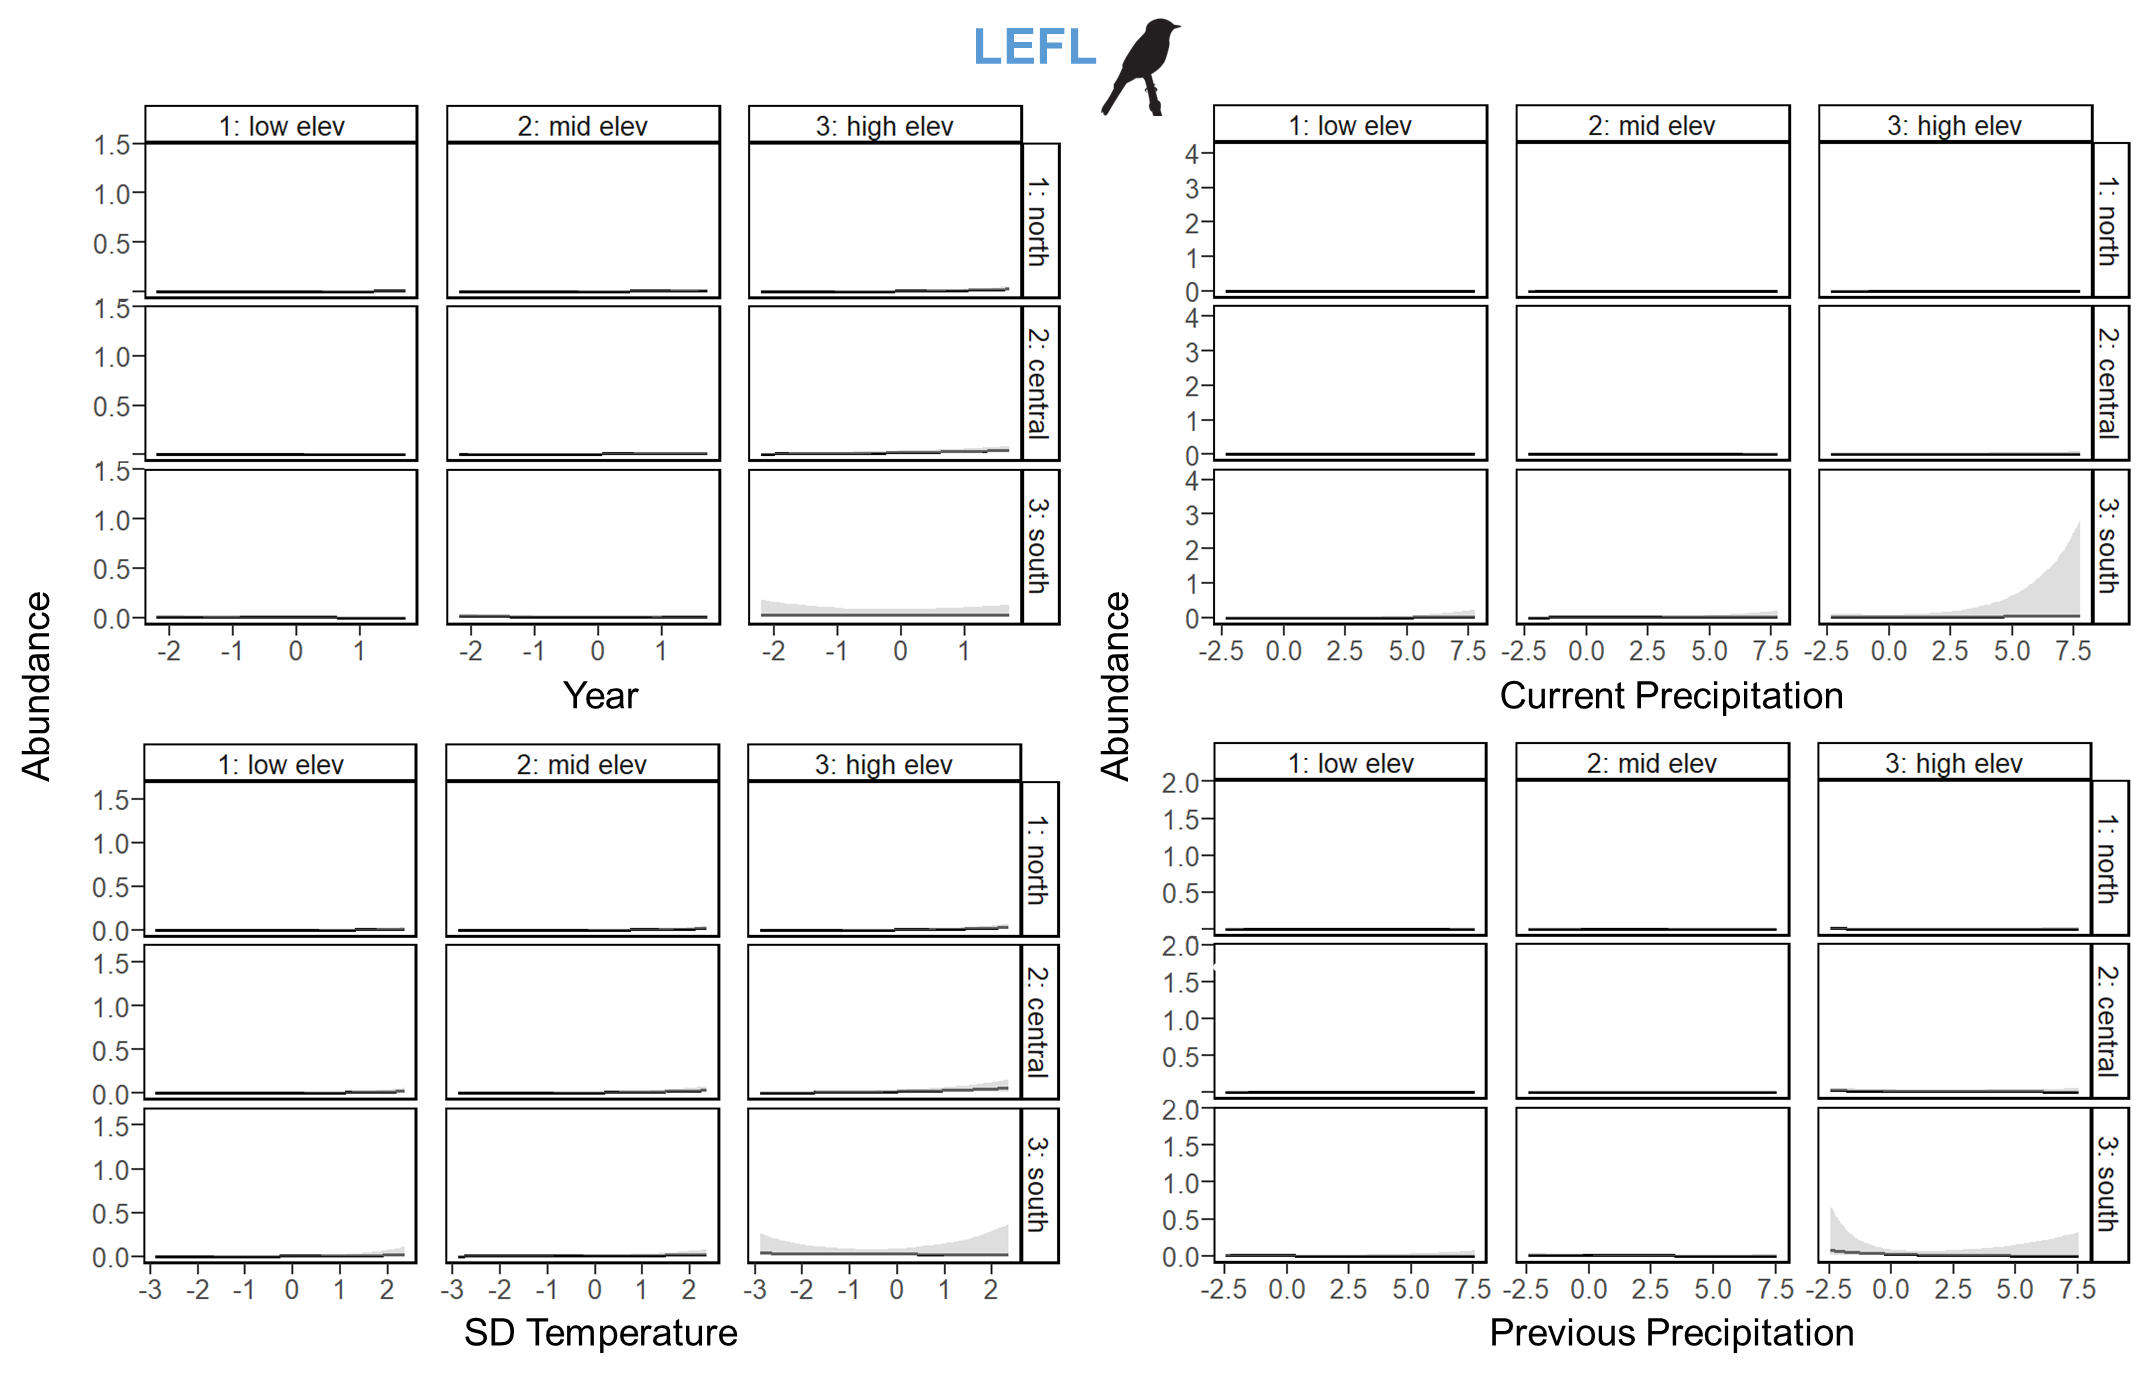 LEFL
1: low elev 2: mid elev 3: high elev
1.5
1.0
0.5
1: north
1.5
1.0
0.5
2: central
1.5
1.0
0.5
0.0
3: south
-2 -1 0 1 -2 -1 0 1 -2 -1 0 1
Year
Abundance
1: low elev 2: mid elev 3: high elev
4
3
2
1
0
1: north
4
3
2
1
0
2: central
4
3
2
1
0
3: south
-2.5 0.0 2.5 5.0 7.5 -2.5 0.0 2.5 5.0 7.5 -2.5 0.0 2.5 5.0 7.5
Current Precipitation
Abundance
1: low elev 2: mid elev 3: high elev
1.5
1.0
0.5
0.0
1: north
1.5
1.0
0.5
0.0
2: central
1.5
1.0
0.5
0.0
3: south
-3 -2 -1 0 1 2 -3 -2 -1 0 1 2 -3 -2 -1 0 1 2
SD Temperature
1: low elev 2: mid elev 3: high elev
2.0
1.5
1.0
0.5
1: north
2.0
1.5
1.0
0.5
2: central
2.0
1.5
1.0
0.5
0.0
3: south
-2.5 0.0 2.5 5.0 7.5 -2.5 0.0 2.5 5.0 7.5 -2.5 0.0 2.5 5.0 7.5
Previous Precipitation